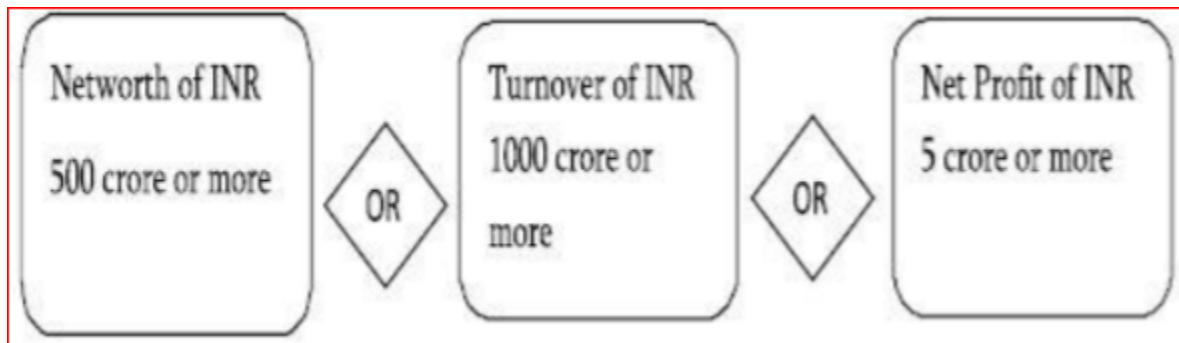 Networth of INR
500 crore or more
OR
Turnover of INR
1000 crore or
more
OR
Net Profit of INR
5 crore or more